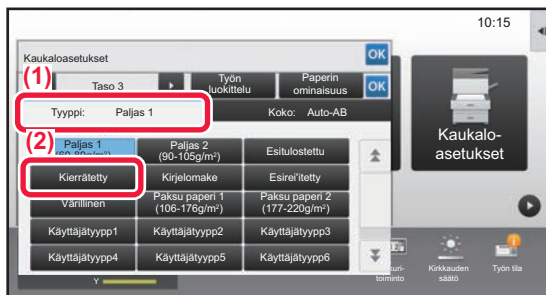 10:15
Kaukaloasetukset
OK
(1)
Taso 3
Työn
luokittelu
Paperin
ominaisuus
OK
Tyyppi: Paljas 1
Koko: Auto-AB
(2)
Paljas 1
Paljas 2
(90-105g/m²)
Esitulostettu
Kierrätetty
Kirjelomake
Esirei'itetty
Värillinen
Paksu paperi 1
(106-176g/m²)
Paksu paperi 2
(177-220g/m²)
Käyttäjätyypp1
Käyttäjätyypp2
Käyttäjätyypp3
Käyttäjätyypp4
Käyttäjätyypp5
Käyttäjätyypp6
Kaukalo-
asetukset
toiminto
Kirkkauden
säätö
Työn tila
Y